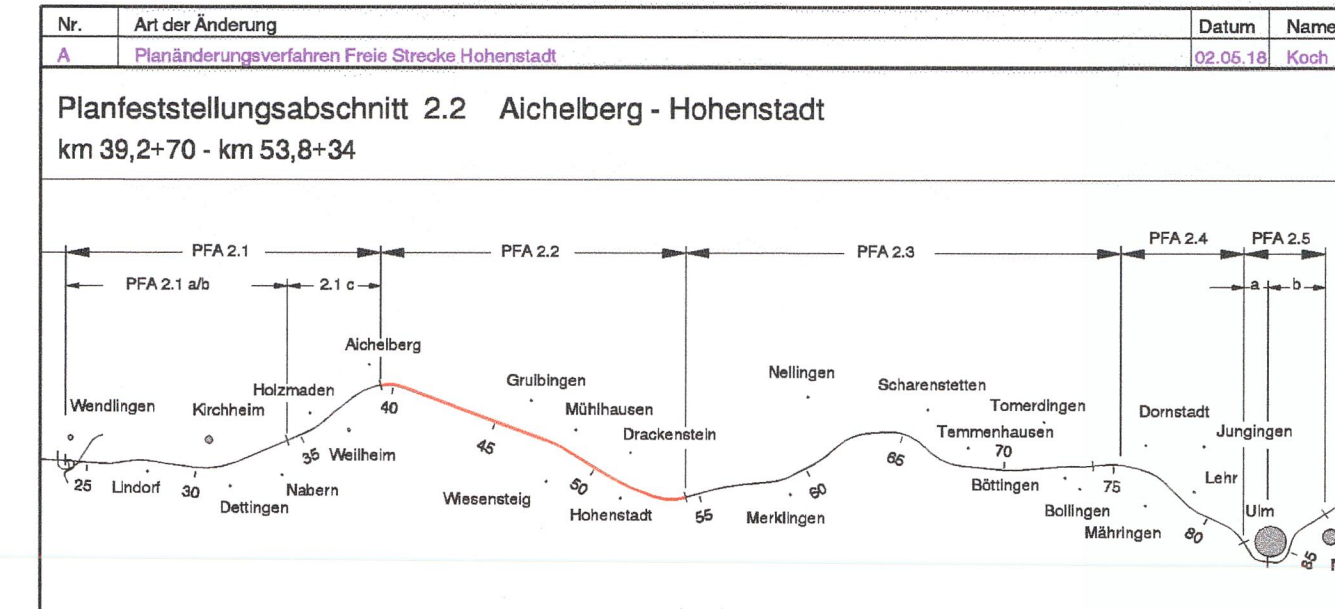 Nr. Art der Änderung Datum Name
A Planänderungsverfahren Freie Strecke Hohenstadt 02.05.18 Koch
Planfeststellungsabschnitt 2.2 Aichelberg - Hohenstadt
km 39,2+70 - km 53,8+34
PFA 2.1 PFA 2.2 PFA 2.3 PFA 2.4 PFA 2.5
PFA 2.1 a/b 2.1 c a b
Aichelberg
Nellingen
Holzmaden Gruibingen Scharenstetten
Wendlingen Kirchheim 40 Mühlhausen Tomerdingen Dornstadt
Drackenstein Temmenhausen Jungingen
35 Weilheim 45 65 70
25 Lindorf 30 Nabern 50 60 Böttingen 75 Lehr
Dettingen Wiesensteig Hohenstadt 55 Merklingen Bollingen Ulm
Mähringen 80
85